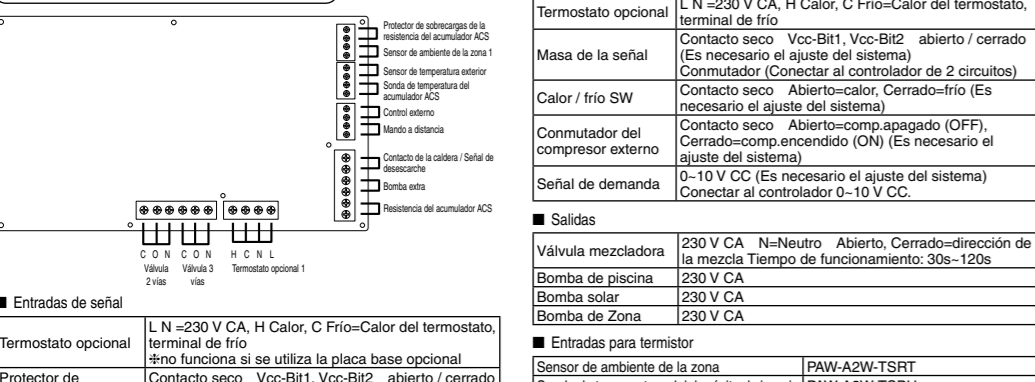 Protector de sobrecargas de la
resistencia del acumulador ACS
Sensor de ambiente de la zona 1
Sensor de temperatura exterior
Sonda de temperatura del
acumulador ACS
Control externo
Mando a distancia
Contacto de la caldera / Señal de
desescarche
Bomba extra
Resistencia del acumulador ACS
C O N C O N H C N L
Válvula
2 vías
Válvula 3
vías
Termostato opcional 1
■ Entradas de señal
Termostato opcional
L N =230 V CA, H Calor, C Frío=Calor del termostato,
terminal de frío
❉no funciona si se utiliza la placa base opcional
Protector de
Contacto seco Vcc-Bit1, Vcc-Bit2 abierto / cerrado
Termostato opcional
L N =230 V CA, H Calor, C Frío=Calor del termostato,
terminal de frío
Masa de la señal
Contacto seco Vcc-Bit1, Vcc-Bit2 abierto / cerrado
(Es necesario el ajuste del sistema)
Conmutador (Conectar al controlador de 2 circuitos)
Calor / frío SW
Contacto seco Abierto=calor, Cerrado=frío (Es
necesario el ajuste del sistema)
Conmutador del
compresor externo
Contacto seco Abierto=comp.apagado (OFF),
Cerrado=comp.encendido (ON) (Es necesario el
ajuste del sistema)
Señal de demanda
0~10 V CC (Es necesario el ajuste del sistema)
Conectar al controlador 0~10 V CC.
■ Salidas
Válvula mezcladora
230 V CA N=Neutro Abierto, Cerrado=dirección de
la mezcla Tiempo de funcionamiento: 30s~120s
Bomba de piscina 230 V CA
Bomba solar 230 V CA
Bomba de Zona 230 V CA
■ Entradas para termistor
Sensor de ambiente de la zona PAW-A2W-TSRT